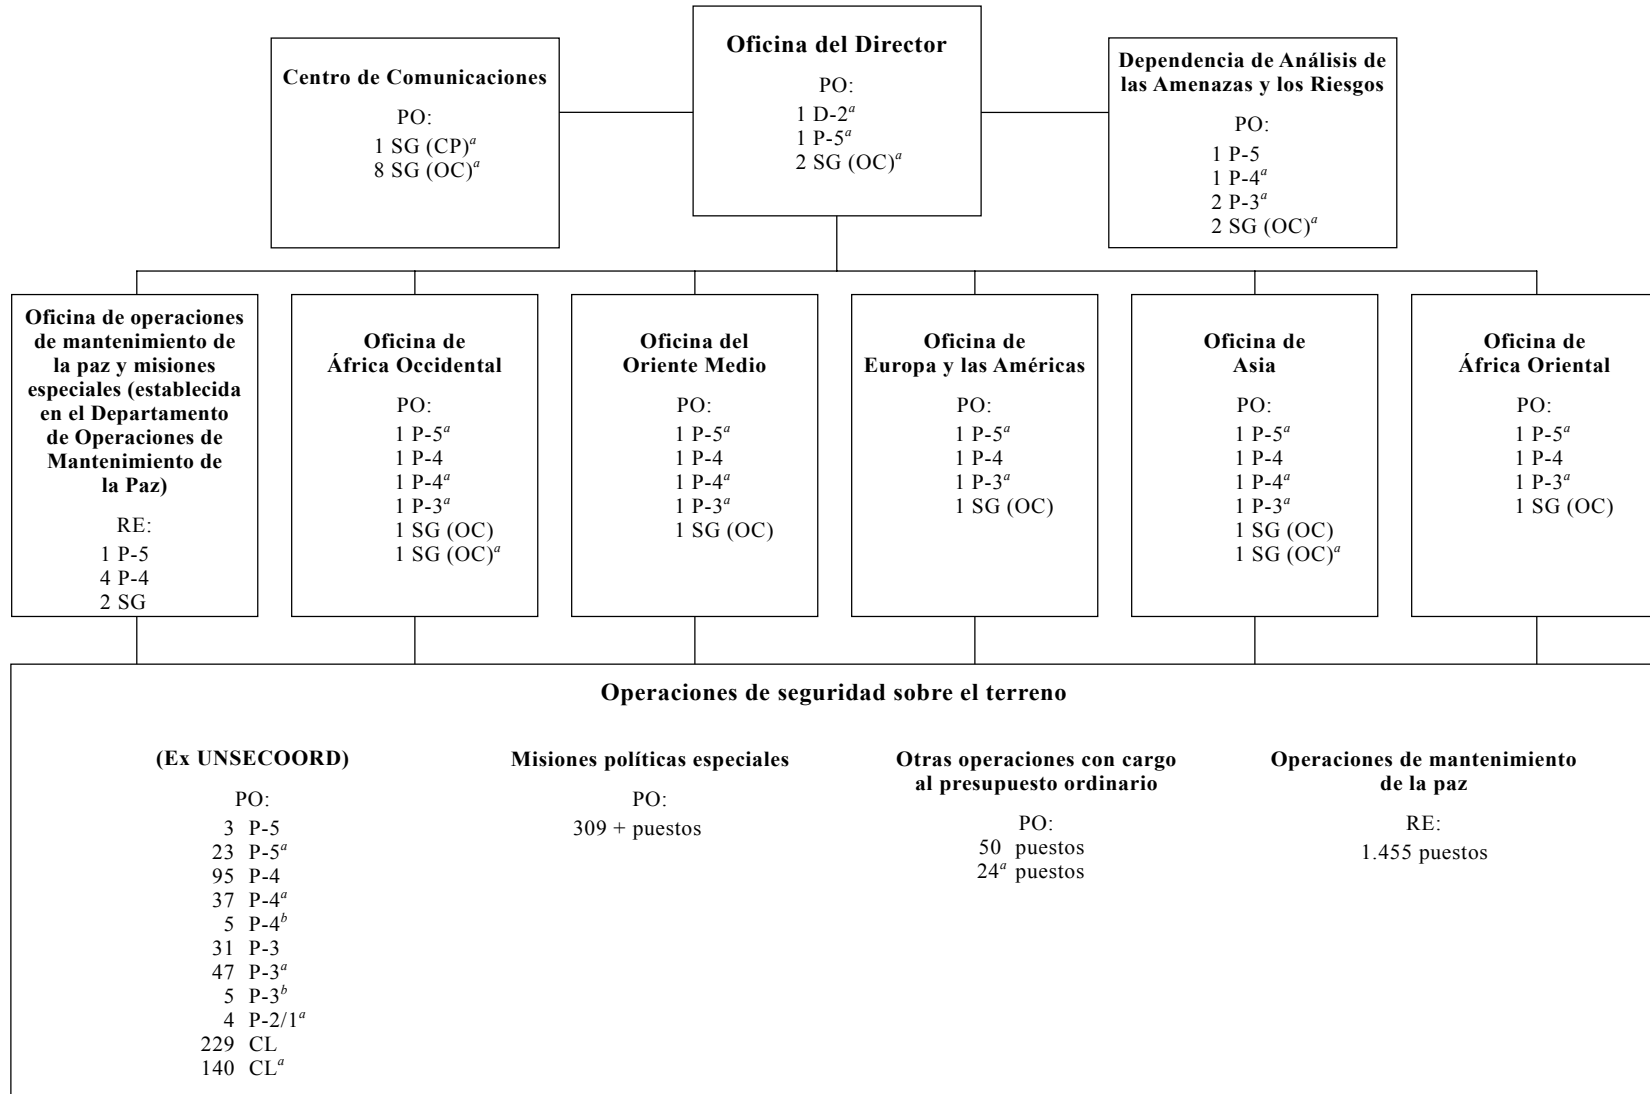 Centro de Comunicaciones
PO:
1 SG (CP)ᵃ
8 SG (OC)ᵃ
Oficina del Director
PO:
1 D-2ᵃ
1 P-5ᵃ
2 SG (OC)ᵃ
Dependencia de Análisis de
las Amenazas y los Riesgos
PO:
1 P-5
1 P-4ᵃ
2 P-3ᵃ
2 SG (OC)ᵃ
Oficina de operaciones
de mantenimiento de
la paz y misiones
especiales (establecida
en el Departamento
de Operaciones de
Mantenimiento de
la Paz)
RE:
1 P-5
4 P-4
2 SG
Oficina de
África Occidental
PO:
1 P-5ᵃ
1 P-4
1 P-4ᵃ
1 P-3ᵃ
1 SG (OC)
1 SG (OC)ᵃ
Oficina del
Oriente Medio
PO:
1 P-5ᵃ
1 P-4
1 P-4ᵃ
1 P-3ᵃ
1 SG (OC)
Oficina de
Europa y las Américas
PO:
1 P-5ᵃ
1 P-4
1 P-3ᵃ
1 SG (OC)
Oficina de
Asia
PO:
1 P-5ᵃ
1 P-4
1 P-4ᵃ
1 P-3ᵃ
1 SG (OC)
1 SG (OC)ᵃ
Oficina de
África Oriental
PO:
1 P-5ᵃ
1 P-4
1 P-3ᵃ
1 SG (OC)
Operaciones de seguridad sobre el terreno
(Ex UNSECOORD)
PO:
3 P-5
23 P-5ᵃ
95 P-4
37 P-4ᵃ
5 P-4ᵇ
31 P-3
47 P-3ᵃ
5 P-3ᵇ
4 P-2/1ᵃ
229 CL
140 CLᵃ
Misiones políticas especiales
PO:
309 + puestos
Otras operaciones con cargo
al presupuesto ordinario
PO:
50 puestos
24ᵃ puestos
Operaciones de mantenimiento
de la paz
RE:
1.455 puestos